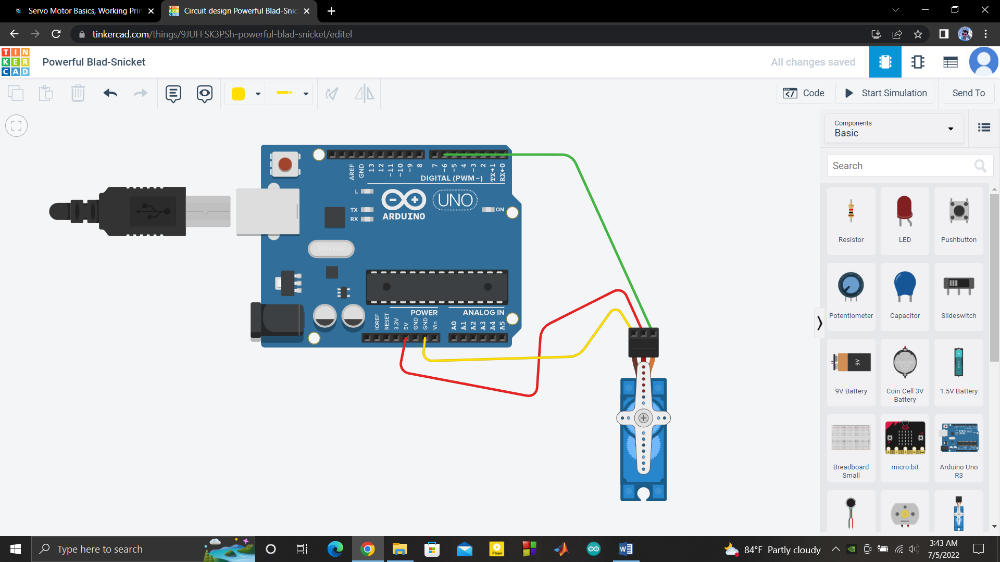 Servo Motor Basics, Working Prin
Circuit design Powerful Blad-Snic
tinkercad.com/things/9JUFFSK3PSh-powerful-blad-snicket/editel
TIN
KER
CAD
Powerful Blad-Snicket
All changes saved
Code
Start Simulation
Send To
Components
Basic
Search
AREF
GND
13
12
~11
~10
~9
8
7
~6
~5
4
~3
2
TX→1
RX←0
DIGITAL (PWM~)
L
TX
RX
ARDUINO
UNO
ON
SPK16.000G
POWER
ANALOG IN
IOREF
RESET
3.3V
5V
GND
GND
Vin
A0
A1
A2
A3
A4
A5
Resistor
LED
Pushbutton
Potentiometer
Capacitor
Slideswitch
9V
9V Battery
Coin Cell 3V
Battery
1.5V Battery
Breadboard
Small
micro:bit
Arduino Uno
R3
Type here to search
Player
84°F Partly cloudy
3:43 AM
7/5/2022